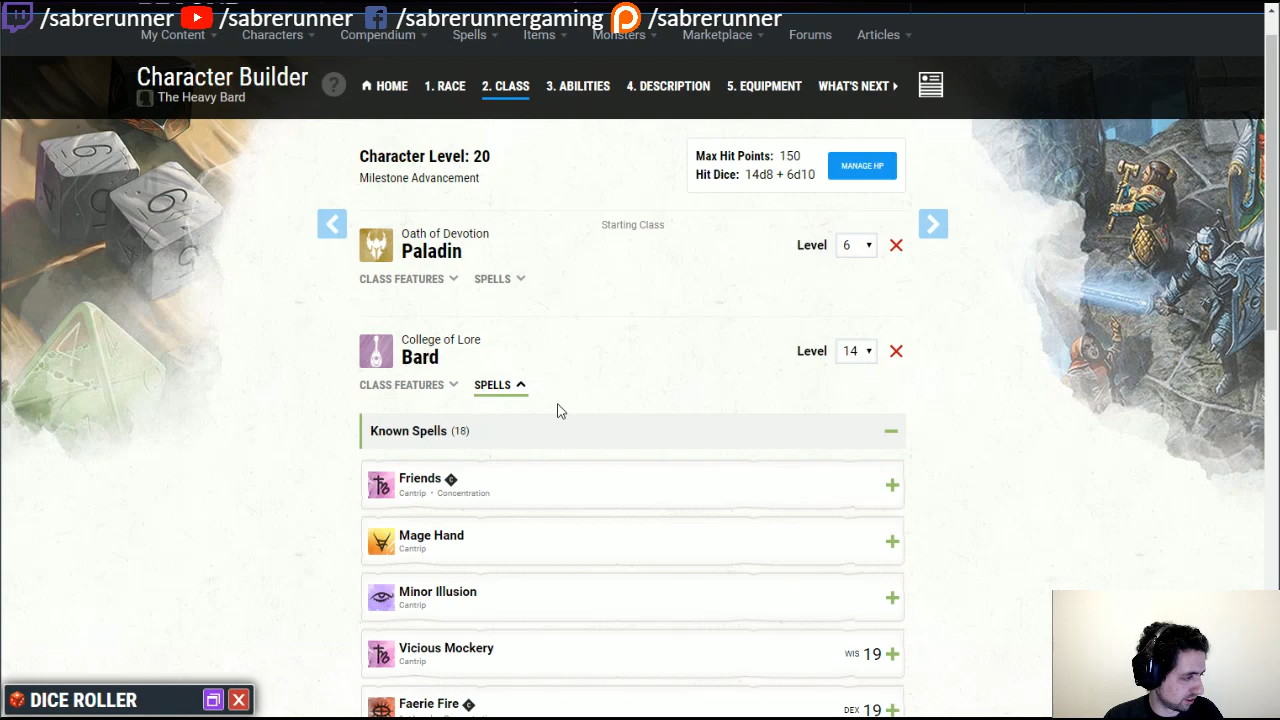 /sabrerunner /sabrerunner /sabrerunnergaming /sabrerunner
My Content Characters Compendium Spells Items Monsters Marketplace Forums Articles
Character Builder
The Heavy Bard
? HOME 1. RACE 2. CLASS 3. ABILITIES 4. DESCRIPTION 5. EQUIPMENT WHAT'S NEXT
Character Level: 20
Milestone Advancement
Max Hit Points: 150
Hit Dice: 14d8 + 6d10
MANAGE HP
Starting Class
Oath of Devotion
Paladin
Level 6
CLASS FEATURES SPELLS
College of Lore
Bard
Level 14
CLASS FEATURES SPELLS
Known Spells (18)
Friends C
Cantrip • Concentration
Mage Hand
Cantrip
Minor Illusion
Cantrip
Vicious Mockery
Cantrip
WIS 19
Faerie Fire C
DEX 19
DICE ROLLER